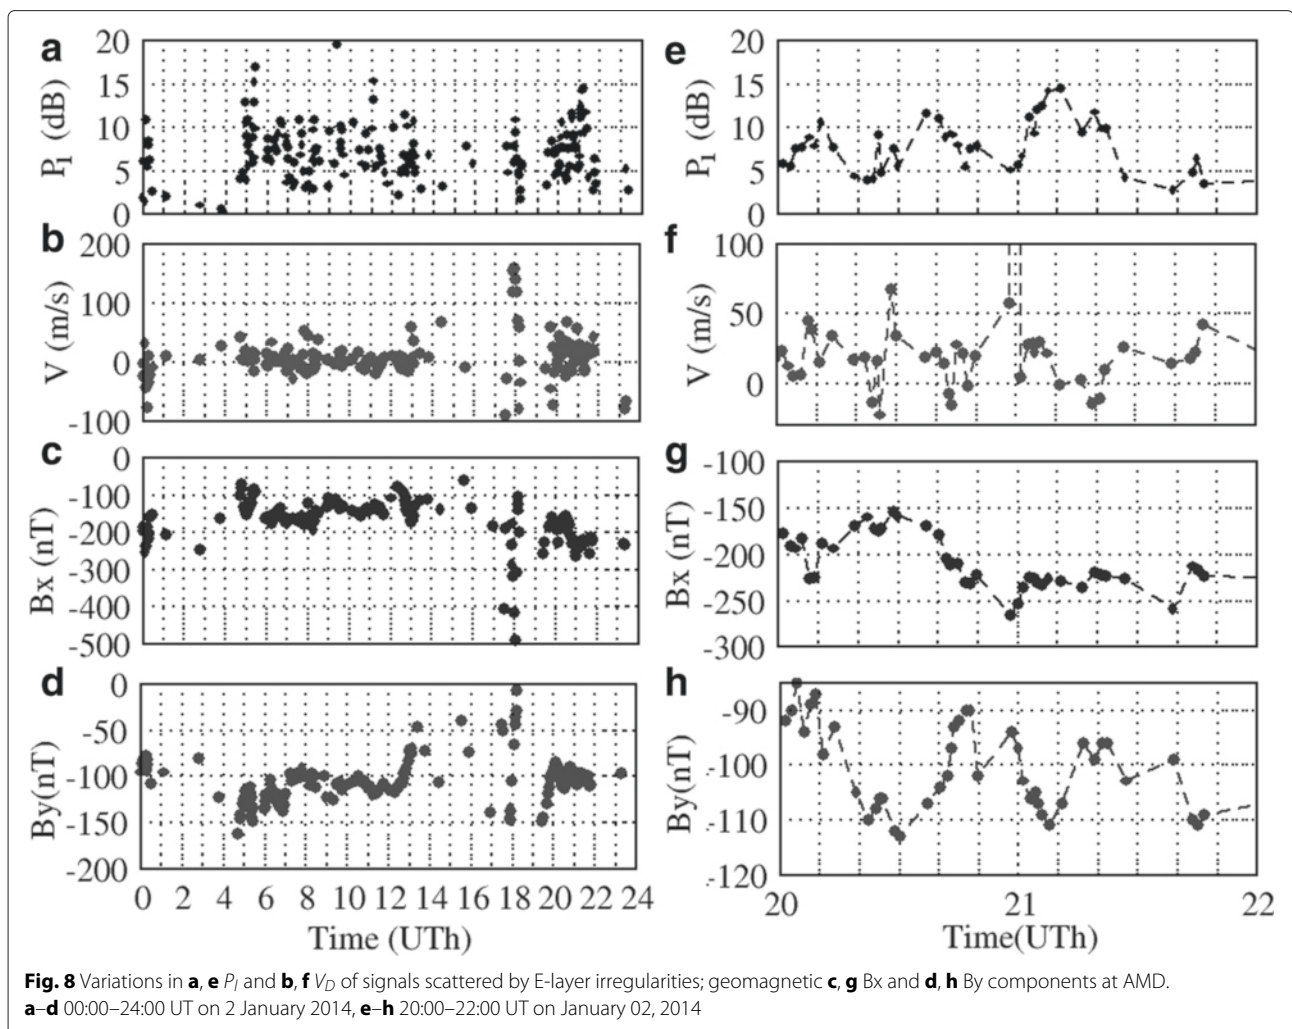 a
20
15
10
5
0
P₁ (dB)
b
200
100
0
-100
V (m/s)
c
0
-100
-200
-300
-400
-500
Bx (nT)
d
0
-50
-100
-150
-200
By(nT)
0 2 4 6 8 10 12 14 16 18 20 22 24
Time (UTh)
e
20
15
10
5
0
P₁ (dB)
f
100
50
0
V (m/s)
g
-100
-150
-200
-250
-300
Bx (nT)
h
-90
-100
-110
-120
By(nT)
20 21 22
Time(UTh)
Fig. 8 Variations in a, e P_I and b, f V_D of signals scattered by E-layer irregularities; geomagnetic c, g Bx and d, h By components at AMD.
a–d 00:00–24:00 UT on 2 January 2014, e–h 20:00–22:00 UT on January 02, 2014